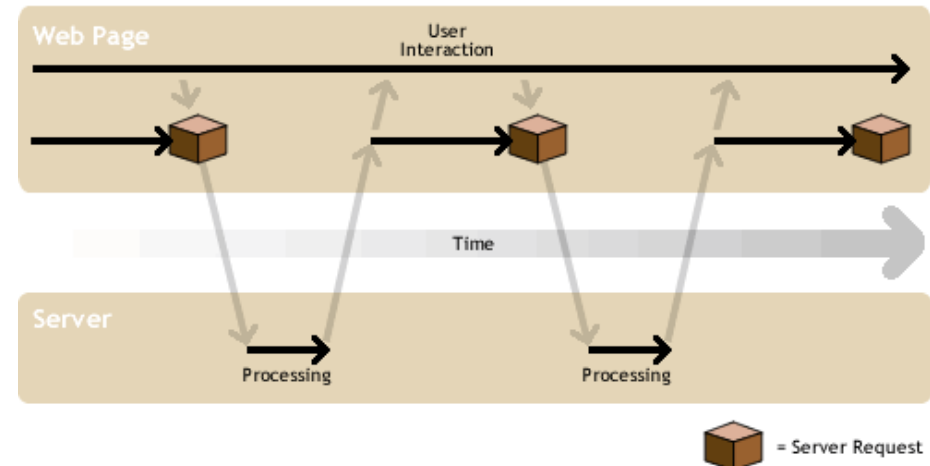 Web Page
User
Interaction
Time
Server
Processing
Processing
= Server Request